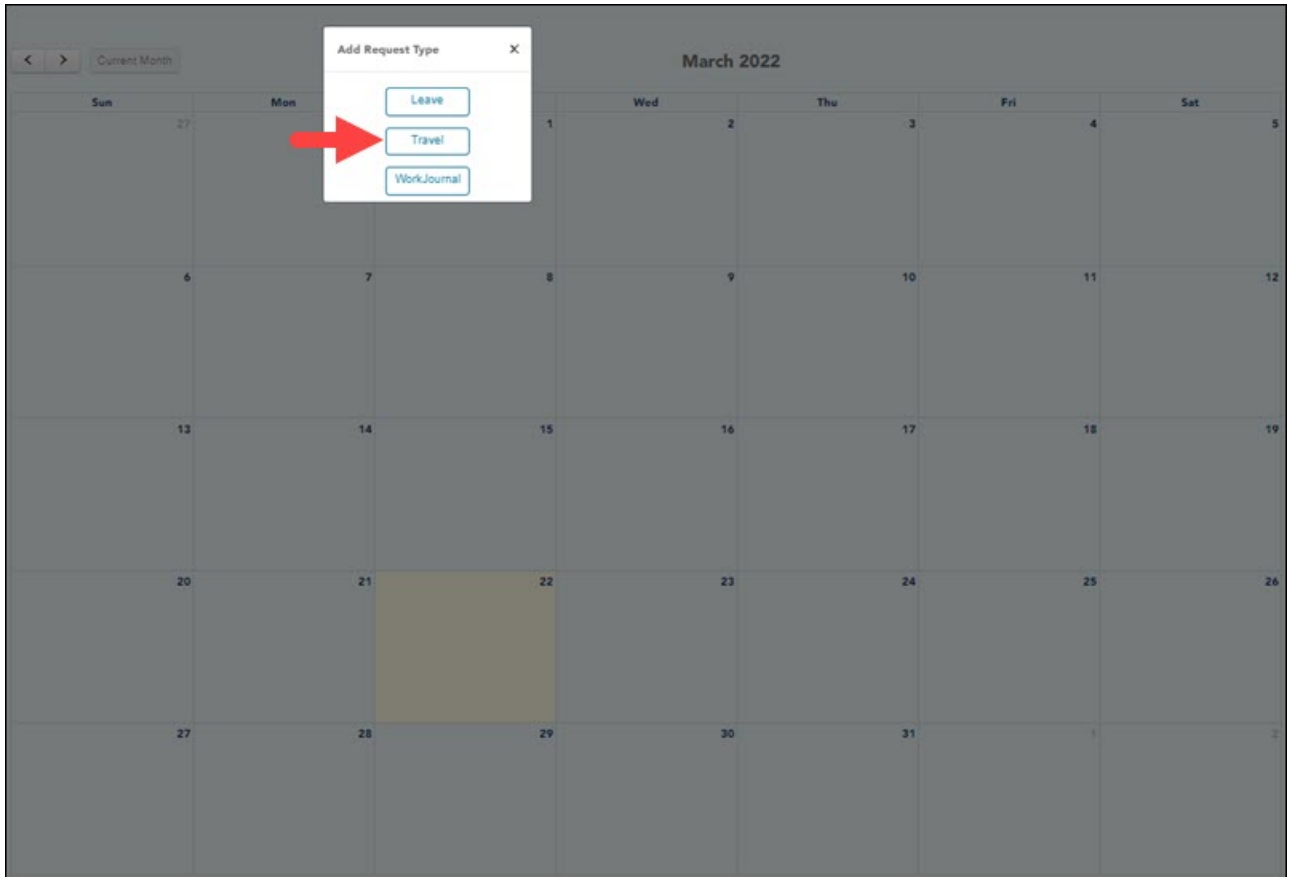 Add Request Type ×
< > Current Month
March 2022
Leave
Travel
WorkJournal
Sun Mon Wed Thu Fri Sat
27 1 2 3 4 5
6 7 8 9 10 11 12
13 14 15 16 17 18 19
20 21 22 23 24 25 26
27 28 29 30 31 1 2